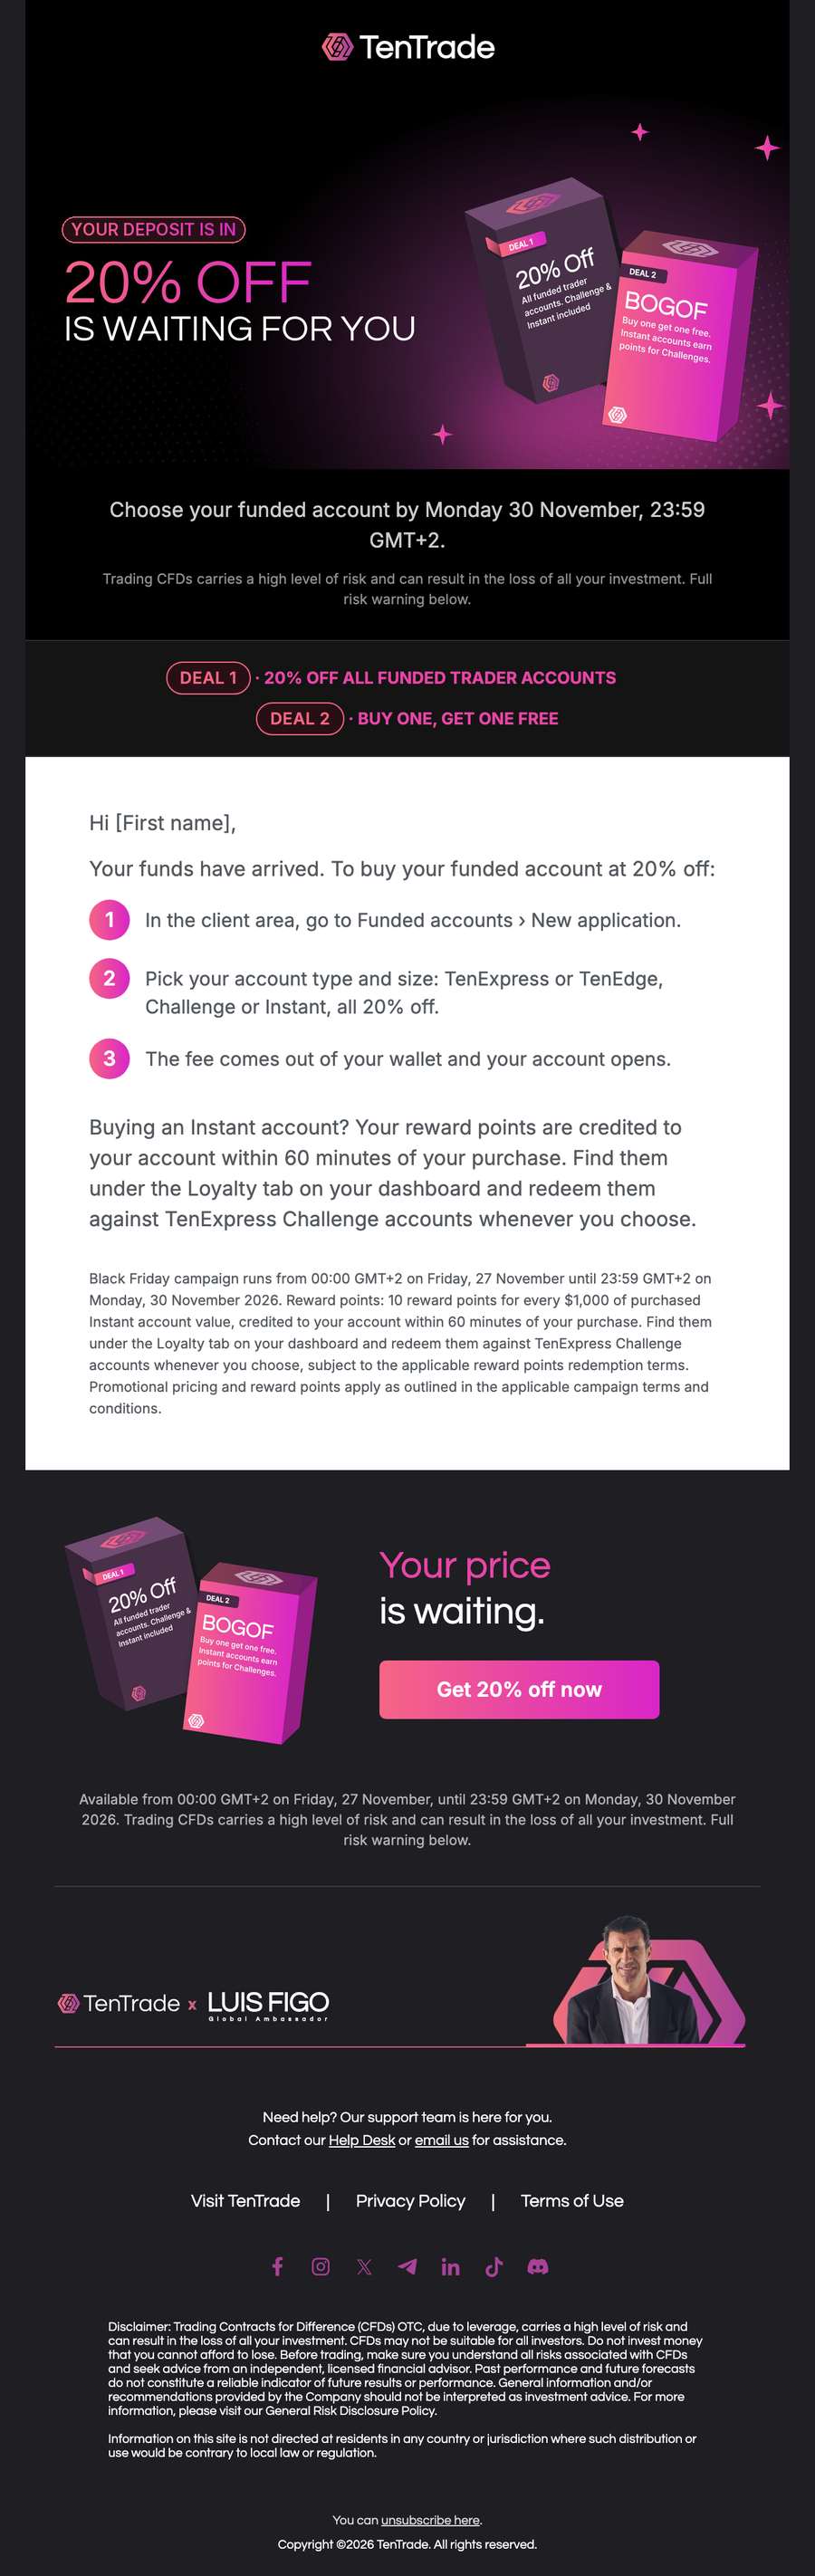 TenTrade
YOUR DEPOSIT IS IN
20% OFF
IS WAITING FOR YOU
DEAL 1
20% Off
All funded trader
accounts. Challenge &
Instant included
DEAL 2
BOGOF
Buy one get one free.
Instant accounts earn
points for Challenges.
Choose your funded account by Monday 30 November, 23:59
GMT+2.
Trading CFDs carries a high level of risk and can result in the loss of all your investment. Full
risk warning below.
DEAL 1 · 20% OFF ALL FUNDED TRADER ACCOUNTS
DEAL 2 · BUY ONE, GET ONE FREE
Hi [First name],
Your funds have arrived. To buy your funded account at 20% off:
1 In the client area, go to Funded accounts › New application.
2 Pick your account type and size: TenExpress or TenEdge,
Challenge or Instant, all 20% off.
3 The fee comes out of your wallet and your account opens.
Buying an Instant account? Your reward points are credited to
your account within 60 minutes of your purchase. Find them
under the Loyalty tab on your dashboard and redeem them
against TenExpress Challenge accounts whenever you choose.
Black Friday campaign runs from 00:00 GMT+2 on Friday, 27 November until 23:59 GMT+2 on
Monday, 30 November 2026. Reward points: 10 reward points for every $1,000 of purchased
Instant account value, credited to your account within 60 minutes of your purchase. Find them
under the Loyalty tab on your dashboard and redeem them against TenExpress Challenge
accounts whenever you choose, subject to the applicable reward points redemption terms.
Promotional pricing and reward points apply as outlined in the applicable campaign terms and
conditions.
DEAL 1
20% Off
All funded trader
accounts. Challenge &
Instant included
DEAL 2
BOGOF
Buy one get one free.
Instant accounts earn
points for Challenges.
Your price
is waiting.
Get 20% off now
Available from 00:00 GMT+2 on Friday, 27 November, until 23:59 GMT+2 on Monday, 30 November
2026. Trading CFDs carries a high level of risk and can result in the loss of all your investment. Full
risk warning below.
TenTrade x LUIS FIGO
Global Ambassador
Need help? Our support team is here for you.
Contact our Help Desk or email us for assistance.
Visit TenTrade | Privacy Policy | Terms of Use
Disclaimer: Trading Contracts for Difference (CFDs) OTC, due to leverage, carries a high level of risk and
can result in the loss of all your investment. CFDs may not be suitable for all investors. Do not invest money
that you cannot afford to lose. Before trading, make sure you understand all risks associated with CFDs
and seek advice from an independent, licensed financial advisor. Past performance and future forecasts
do not constitute a reliable indicator of future results or performance. General information and/or
recommendations provided by the Company should not be interpreted as investment advice. For more
information, please visit our General Risk Disclosure Policy.
Information on this site is not directed at residents in any country or jurisdiction where such distribution or
use would be contrary to local law or regulation.
You can unsubscribe here.
Copyright ©2026 TenTrade. All rights reserved.